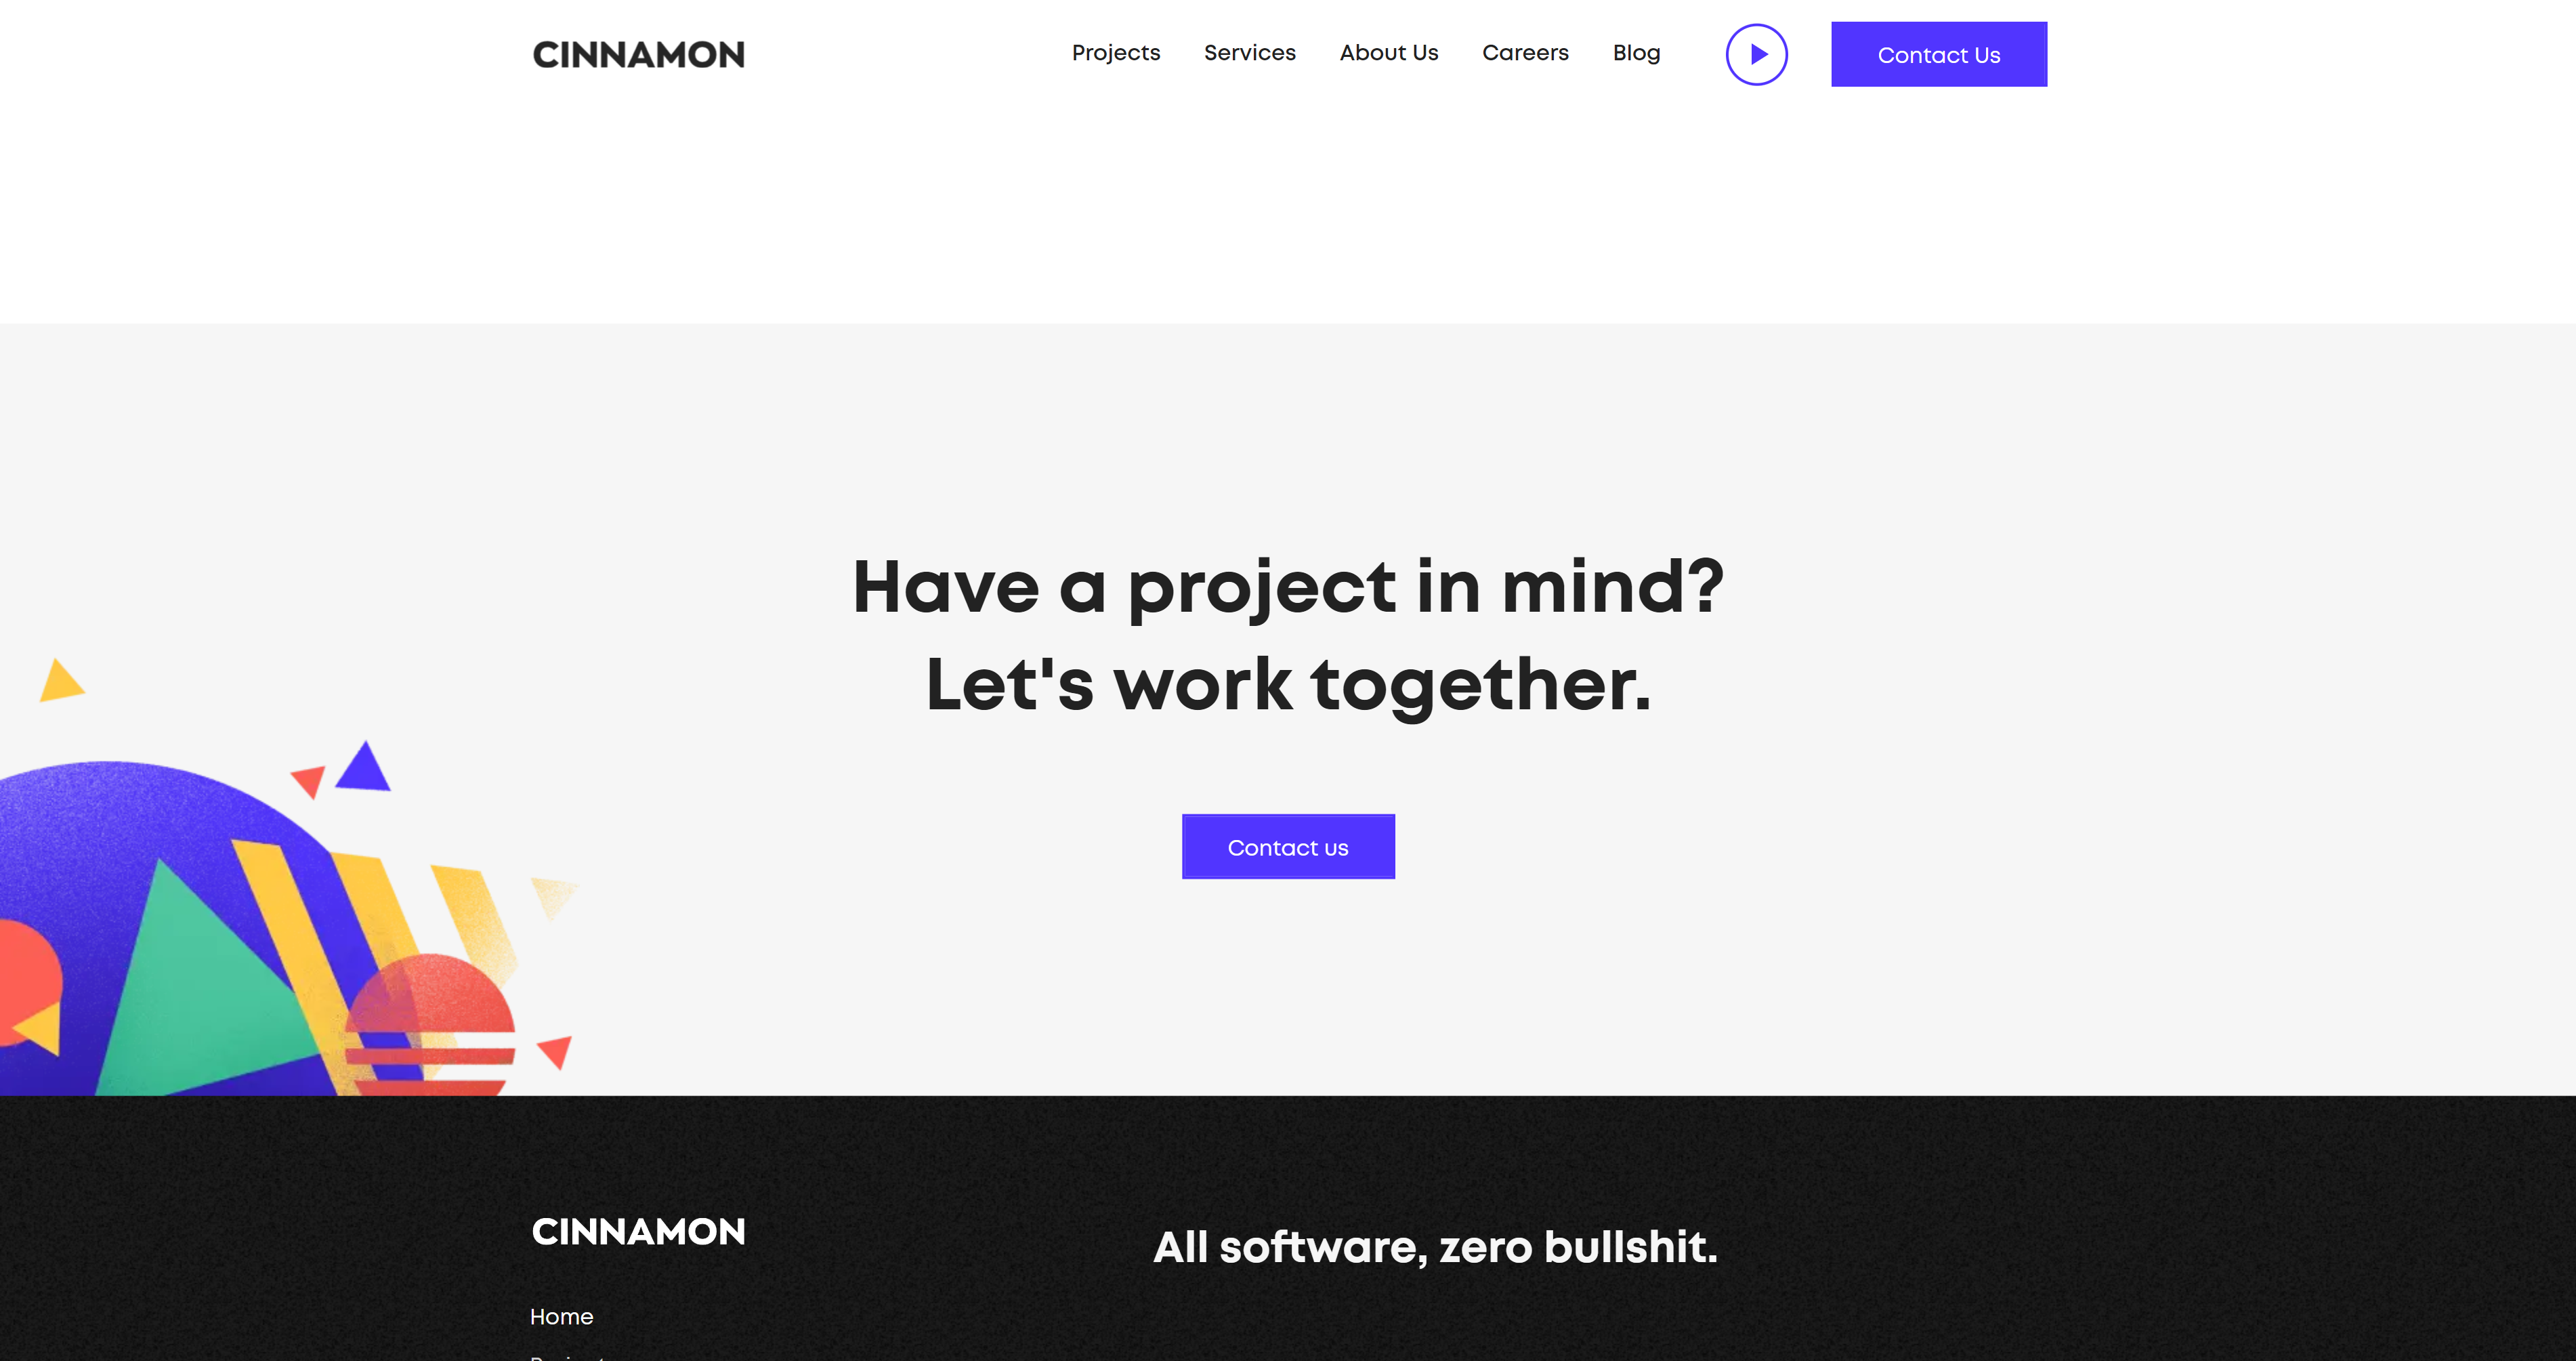 CINNAMON
Projects Services About Us Careers Blog Contact Us
Have a project in mind?
Let's work together.
Contact us
CINNAMON
All software, zero bullshit.
Home